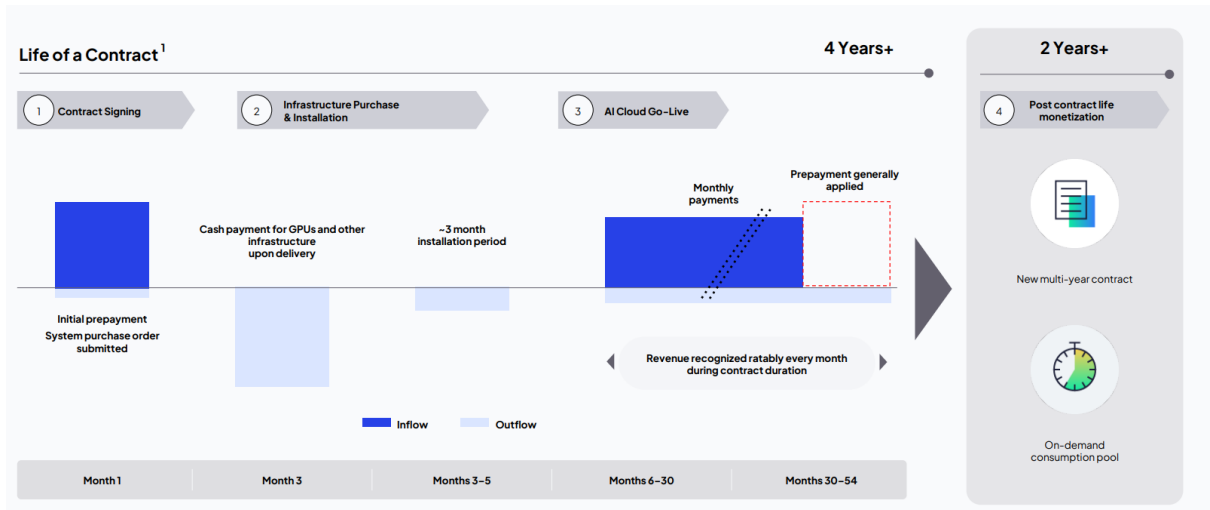 Life of a Contract 1
4 Years+
2 Years+
1
Contract Signing
2
Infrastructure Purchase
& Installation
3
AI Cloud Go-Live
4
Post contract life
monetization
Initial prepayment
System purchase order
submitted
Cash payment for GPUs and other
infrastructure
upon delivery
~3 month
installation period
Monthly
payments
Prepayment generally
applied
Revenue recognized ratably every month
during contract duration
Inflow
Outflow
Month 1
Month 3
Months 3-5
Months 6-30
Months 30-54
New multi-year contract
On-demand
consumption pool